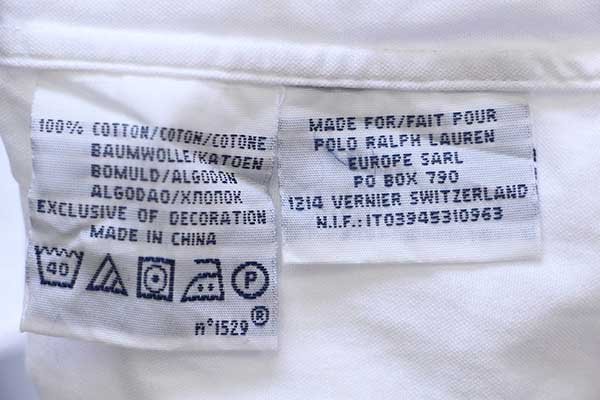 100% COTTON/COTON/COTONE
BAUMWOLLE/KATOEN
BOMULD/ALGODON
ALGODAO/ХЛОПОК
EXCLUSIVE OF DECORATION
MADE IN CHINA
40
P
n°1529®
MADE FOR/FAIT POUR
POLO RALPH LAUREN
EUROPE SARL
PO BOX 790
1214 VERNIER SWITZERLAND
N.I.F.:IT03945310963